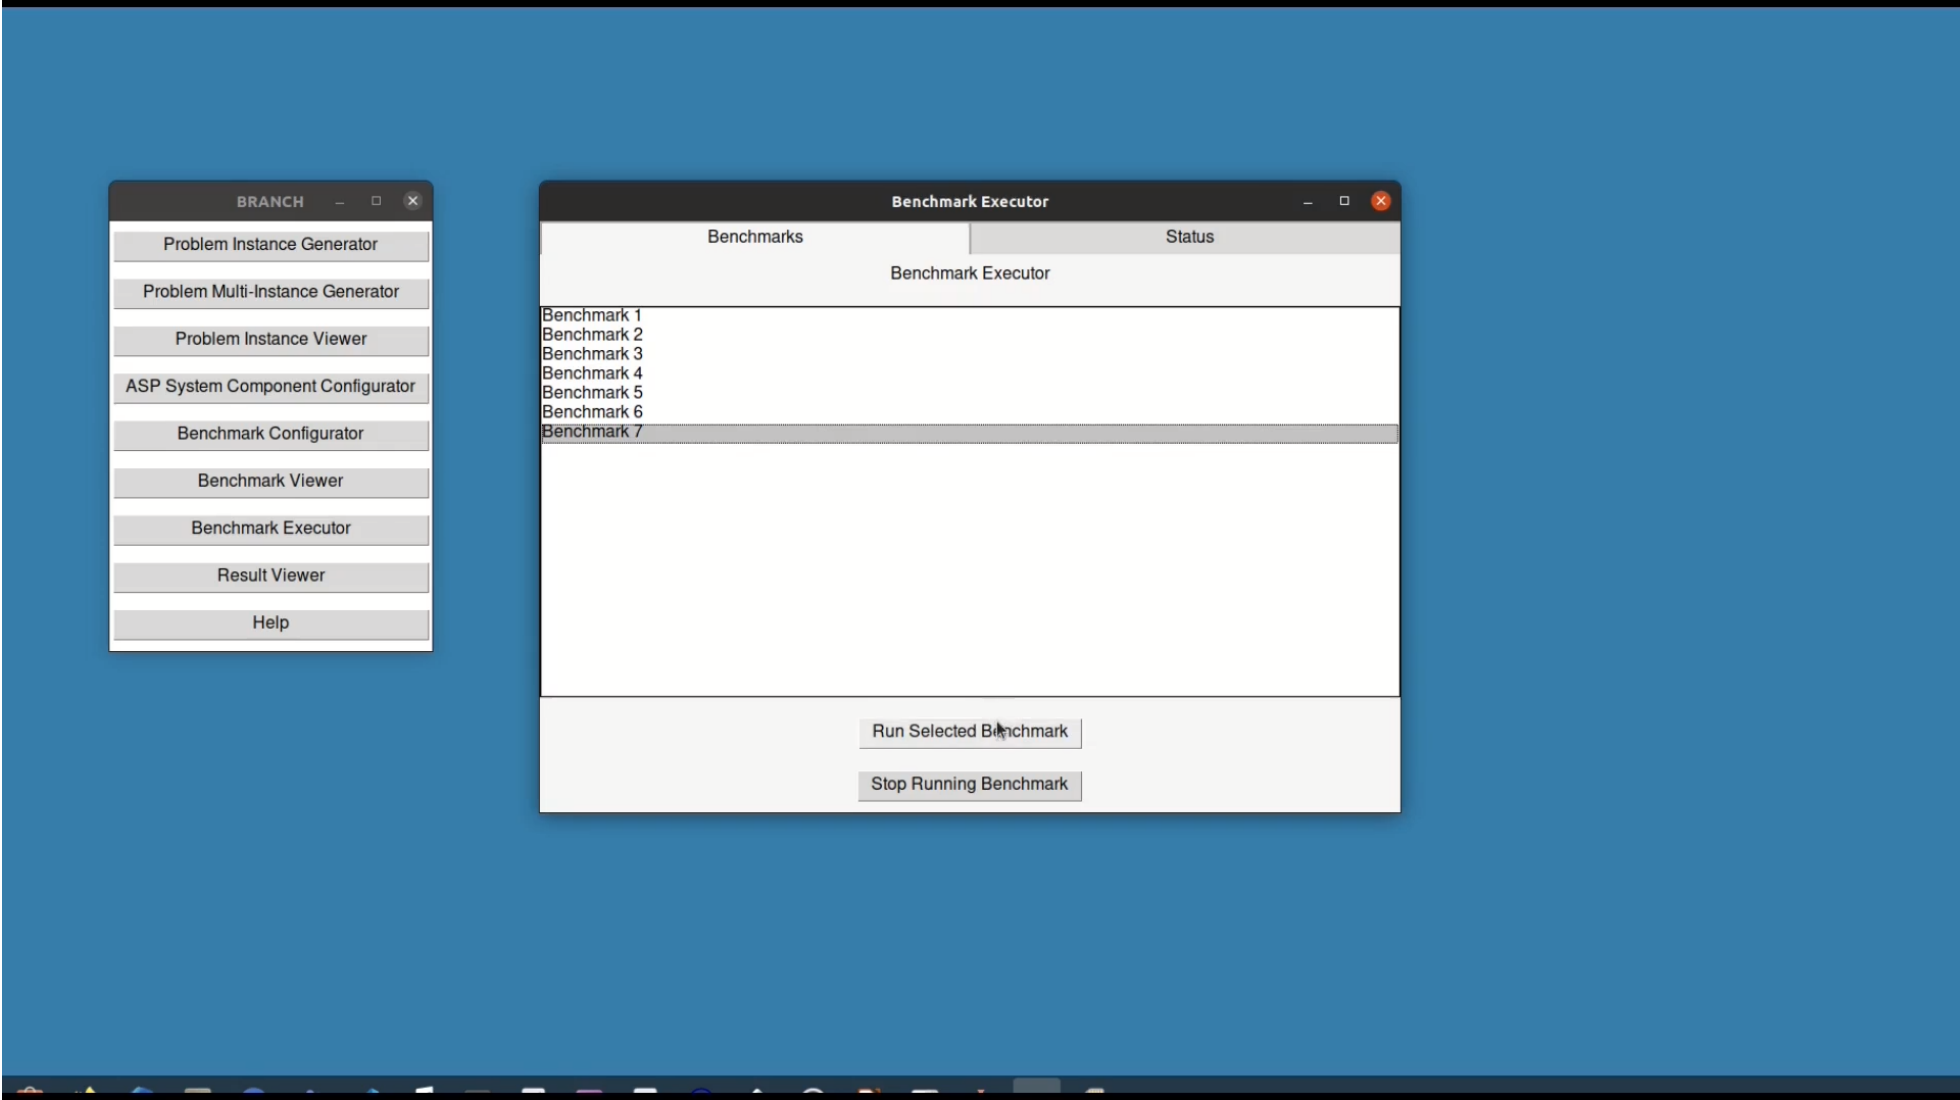 BRANCH
Problem Instance Generator
Problem Multi-Instance Generator
Problem Instance Viewer
ASP System Component Configurator
Benchmark Configurator
Benchmark Viewer
Benchmark Executor
Result Viewer
Help
Benchmark Executor
Benchmarks
Status
Benchmark Executor
Benchmark 1
Benchmark 2
Benchmark 3
Benchmark 4
Benchmark 5
Benchmark 6
Benchmark 7
Run Selected Benchmark
Stop Running Benchmark